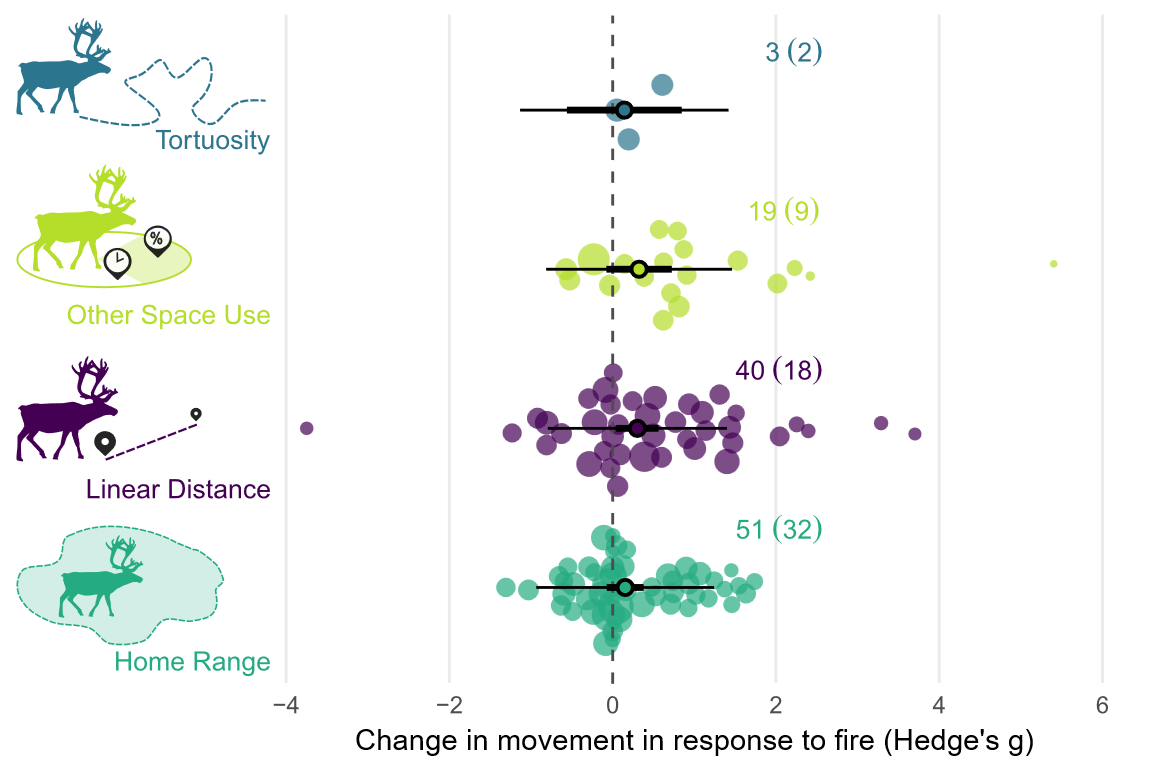 3 (2)
Tortuosity
19 (9)
%
Other Space Use
40 (18)
Linear Distance
51 (32)
Home Range
−4
−2
0
2
4
6
Change in movement in response to fire (Hedge's g)